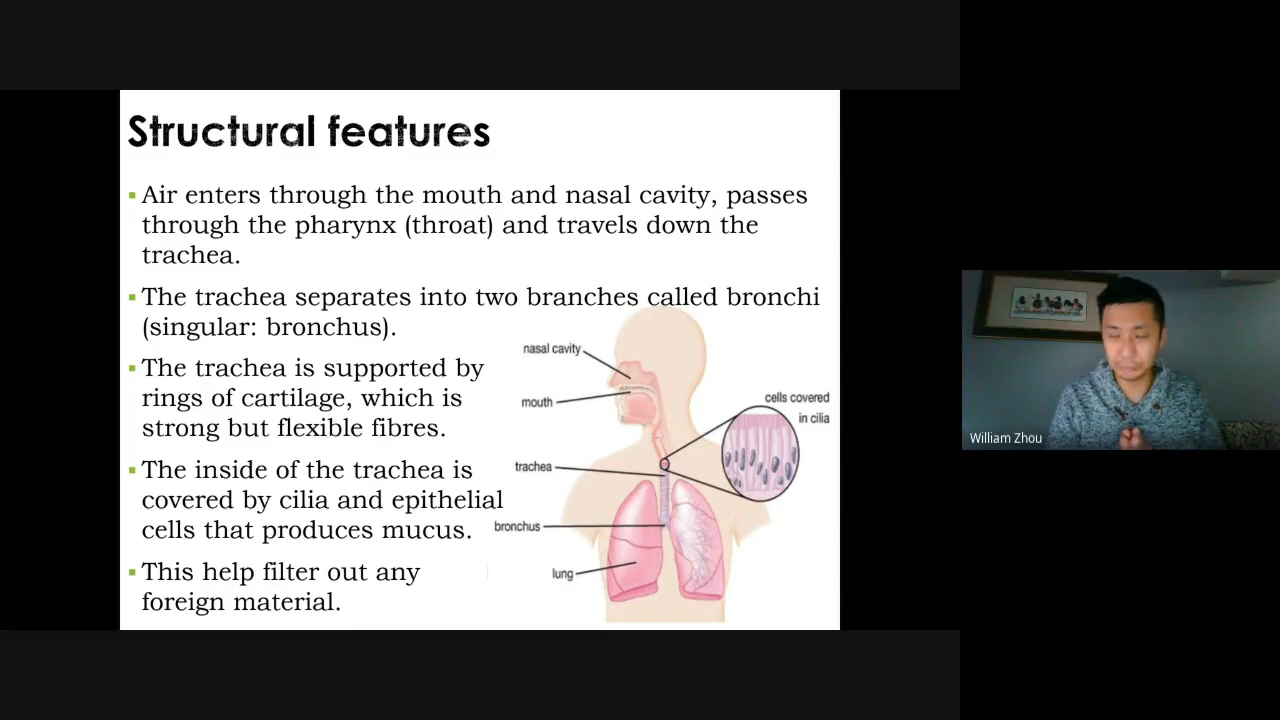 Structural features
Air enters through the mouth and nasal cavity, passes
through the pharynx (throat) and travels down the
trachea.
The trachea separates into two branches called bronchi
(singular: bronchus).
The trachea is supported by
rings of cartilage, which is
strong but flexible fibres.
The inside of the trachea is
covered by cilia and epithelial
cells that produces mucus.
This help filter out any
foreign material.
nasal cavity
mouth
trachea
bronchus
lung
cells covered
in cilia
William Zhou